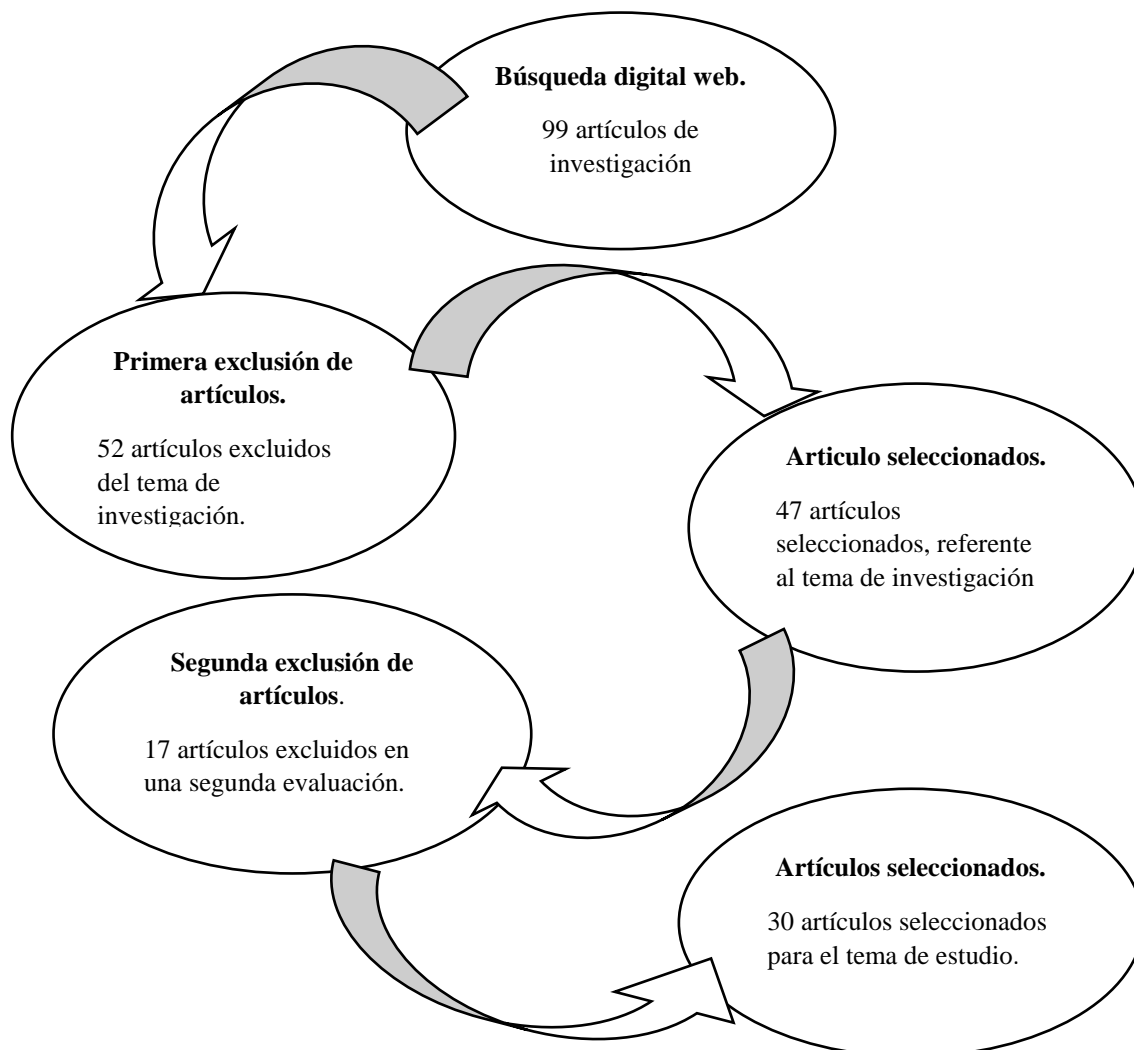 Búsqueda digital web.
99 artículos de
investigación
Primera exclusión de
artículos.
52 artículos excluidos
del tema de
investigación.
Articulo seleccionados.
47 artículos
seleccionados, referente
al tema de investigación
Segunda exclusión de
artículos.
17 artículos excluidos en
una segunda evaluación.
Artículos seleccionados.
30 artículos seleccionados
para el tema de estudio.